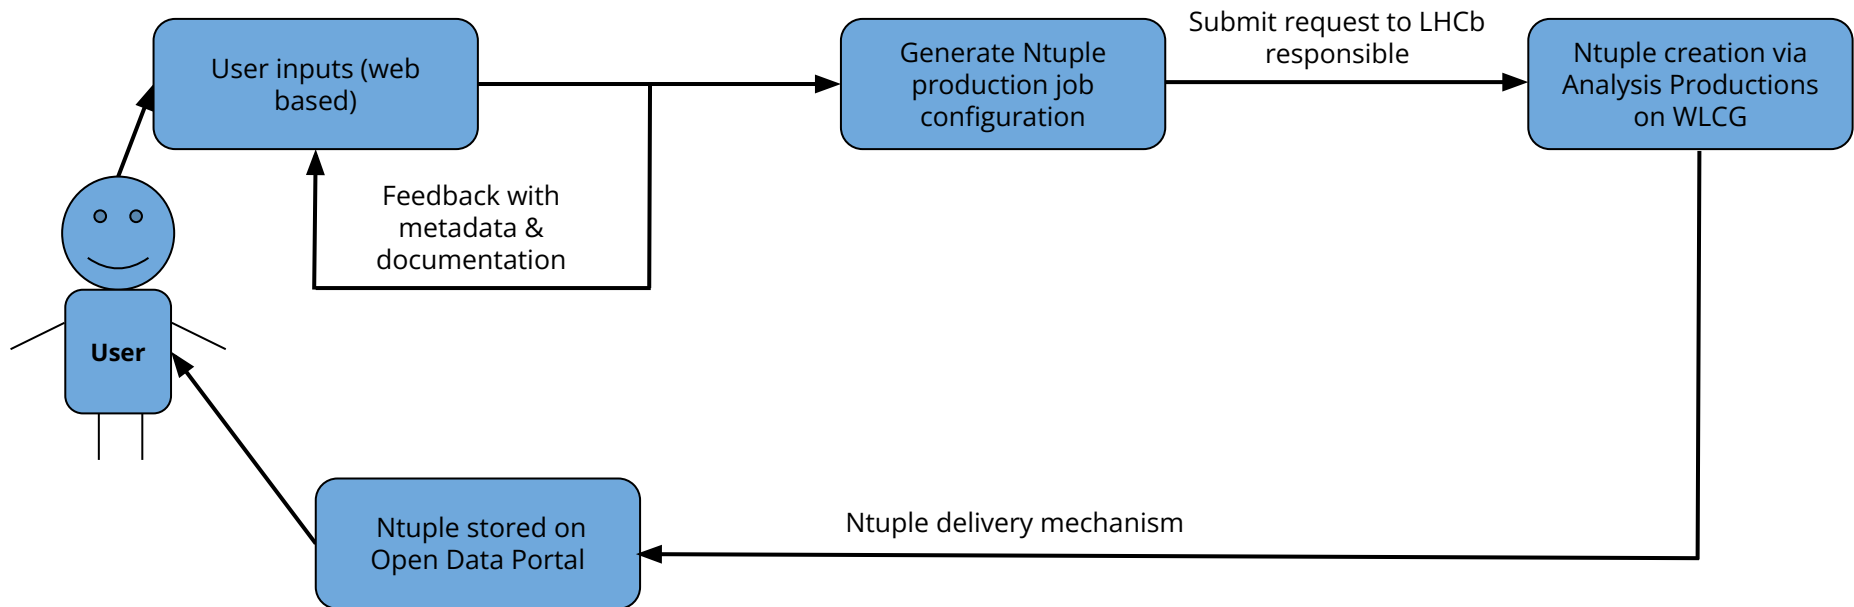 User inputs (web
based)
Generate Ntuple
production job
configuration
Submit request to LHCb
responsible
Ntuple creation via
Analysis Productions
on WLCG
Feedback with
metadata &
documentation
User
Ntuple stored on
Open Data Portal
Ntuple delivery mechanism